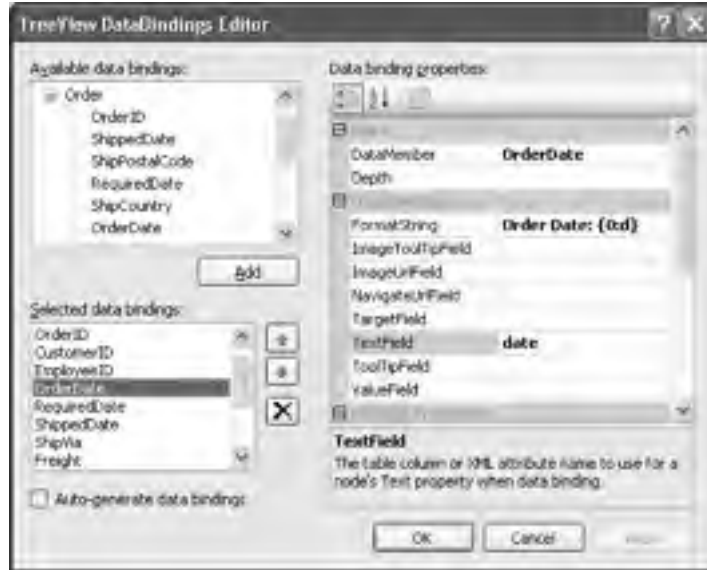 TreeView DataBindings Editor
Available data bindings:
Order
OrderID
ShippedDate
ShipPostalCode
RequiredDate
ShipCountry
OrderDate
Add
Selected data bindings:
OrderID
CustomerID
EmployeeID
OrderDate
RequiredDate
ShippedDate
ShipVia
Freight
Auto-generate data bindings
Data binding properties:
DataMember OrderDate
Depth
FormatString Order Date: {0:d}
ImageToolTipField
ImageUrlField
NavigateUrlField
TargetField
TextField date
ToolTipField
ValueField
TextField
The table column or XML attribute name to use for a
node's Text property when data binding.
OK Cancel